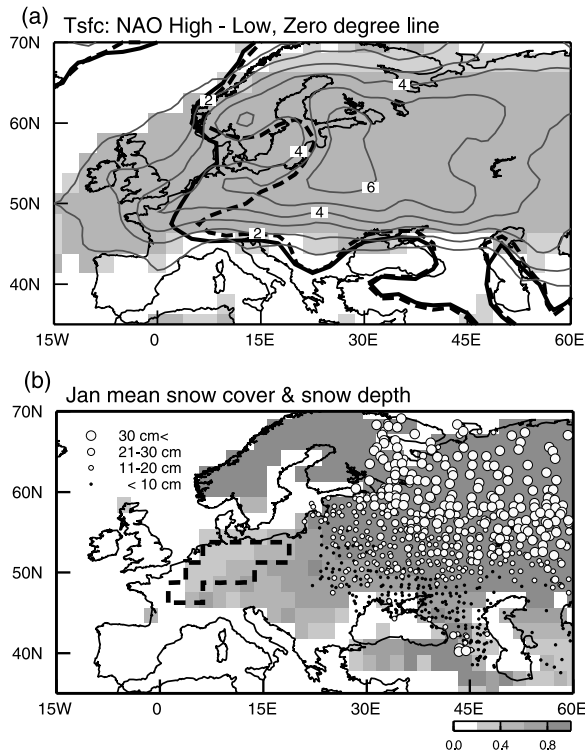 (a)
Tsfc: NAO High - Low, Zero degree line
70N
60N
50N
40N
2
4
4
6
4
2
15W 0 15E 30E 45E 60E
(b)
Jan mean snow cover & snow depth
70N
60N
50N
40N
30 cm<
21-30 cm
11-20 cm
< 10 cm
15W 0 15E 30E 45E 60E
0.0 0.4 0.8